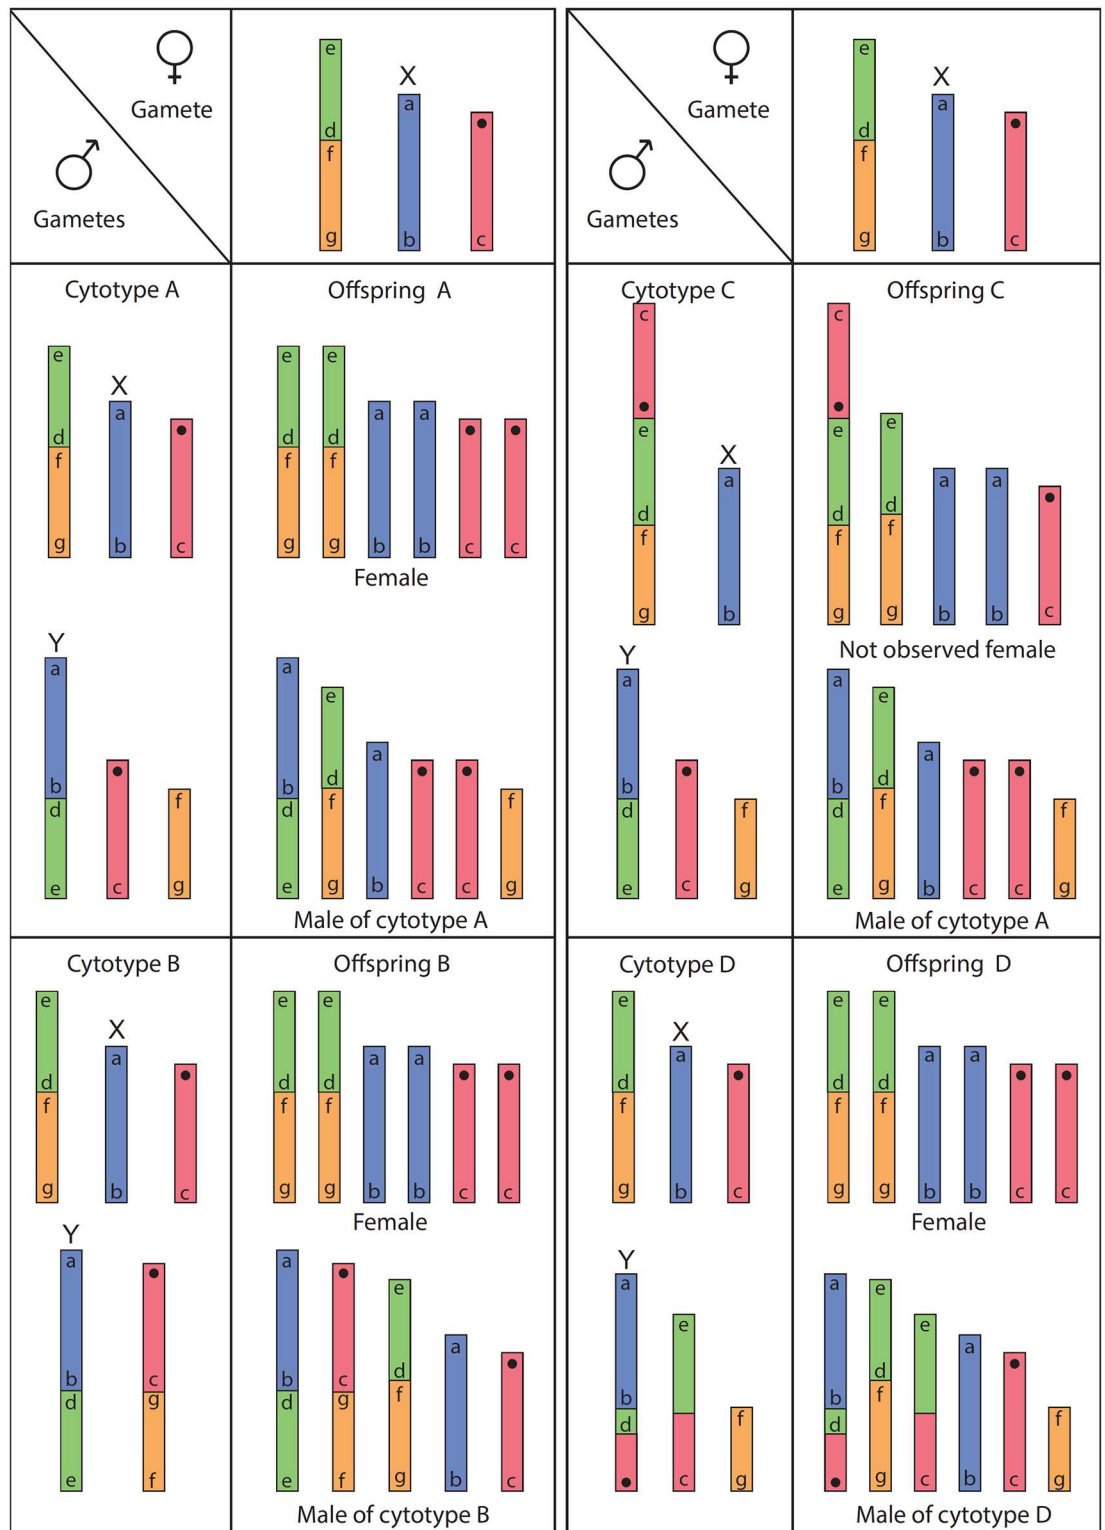 ♀
Gamete
♂
Gametes
X
e a
d
f
g b c
♀
Gamete
♂
Gametes
X
e a
d
f
g b c
Cytotype A
X
e a
d
f
g b c
Y
a
b
d f
e c g
Offspring A
e e a a
d d
f f
g g b b c c
Female
a e a
b d
d f f
e g b c c g
Male of cytotype A
Cytotype C
c
e X
a
d
f
g b
Y
a
b
d f
e c g
Offspring C
c
e e a a
d d
f f
g g b b c
Not observed female
a e a
b d
d f f
e g b c c g
Male of cytotype A
Cytotype B
X
e a
d
f
g b c
Y
a
b c
d g
e f
Offspring B
e e a a
d d
f f
g g b b c c
Female
a e a
b c d
d g f
e f g b c
Male of cytotype B
Cytotype D
X
e a
d
f
g b c
Y
a e
b
d f
c g
Offspring D
e e a a
d d
f f
g g b b c c
Female
a e e a
b d
d f f
g c b c g
Male of cytotype D